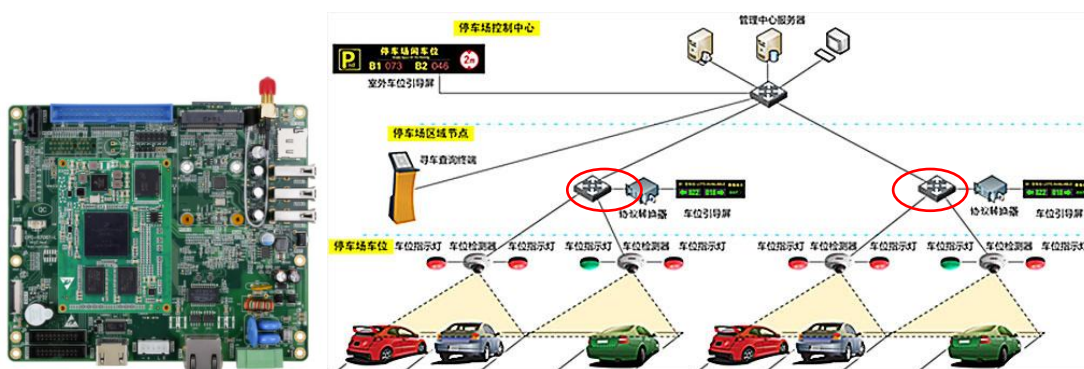 停车场控制中心
管理中心服务器
停车场间车位
B1 073 B2 046
2m
室外车位引导屏
停车场区域节点
寻车查询终端
协议转换器
车位引导屏
协议转换器
车位引导屏
停车场车位
车位指示灯
车位检测器
车位指示灯
车位指示灯
车位检测器
车位指示灯
车位指示灯
车位检测器
车位指示灯
车位指示灯
车位检测器
车位指示灯
QC